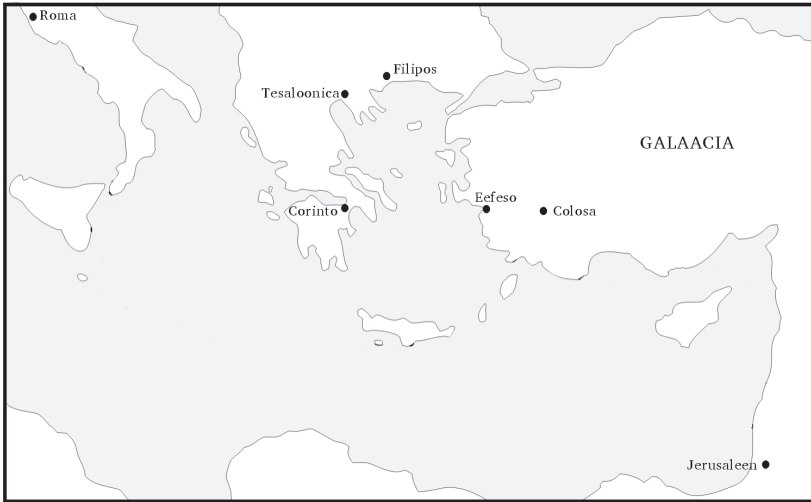 Roma
Filipos
Tesaloonica
GALAACIA
Eefeso
Corinto
Colosa
Jerusaleen